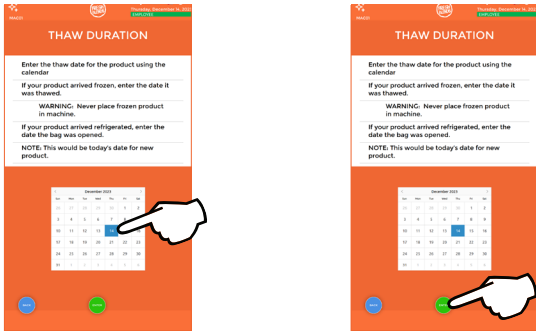 Thursday, December 14, 202
EMPLOYEE
THAW DURATION
Enter the thaw date for the product using the
calendar
If your product arrived frozen, enter the date it
was thawed.
WARNING: Never place frozen product
in machine.
If your product arrived refrigerated, enter the
date the bag was opened.
NOTE: This would be today's date for new
product.
December 2023
Sun Mon Tue Wed Thu Fri Sat
26 27 28 29 30 1 2
3 4 5 6 7 8
10 11 12 13 14
17 18 19 20 21 22 23
24 25 26 27 28 29 30
31 1 2 3 4 5 6
BACK
Thursday, December 14, 202
EMPLOYEE
THAW DURATION
Enter the thaw date for the product using the
calendar
If your product arrived frozen, enter the date it
was thawed.
WARNING: Never place frozen product
in machine.
If your product arrived refrigerated, enter the
date the bag was opened.
NOTE: This would be today's date for new
product.
December 2023
Sun Mon Tue Wed Thu Fri Sat
26 27 28 29 30 1 2
3 4 5 6 7 8 9
10 11 12 13 14 15 16
17 18 19 20 21 22 23
24 25 26 27 28 29 30
31 1 2 3 4 5 6
BACK